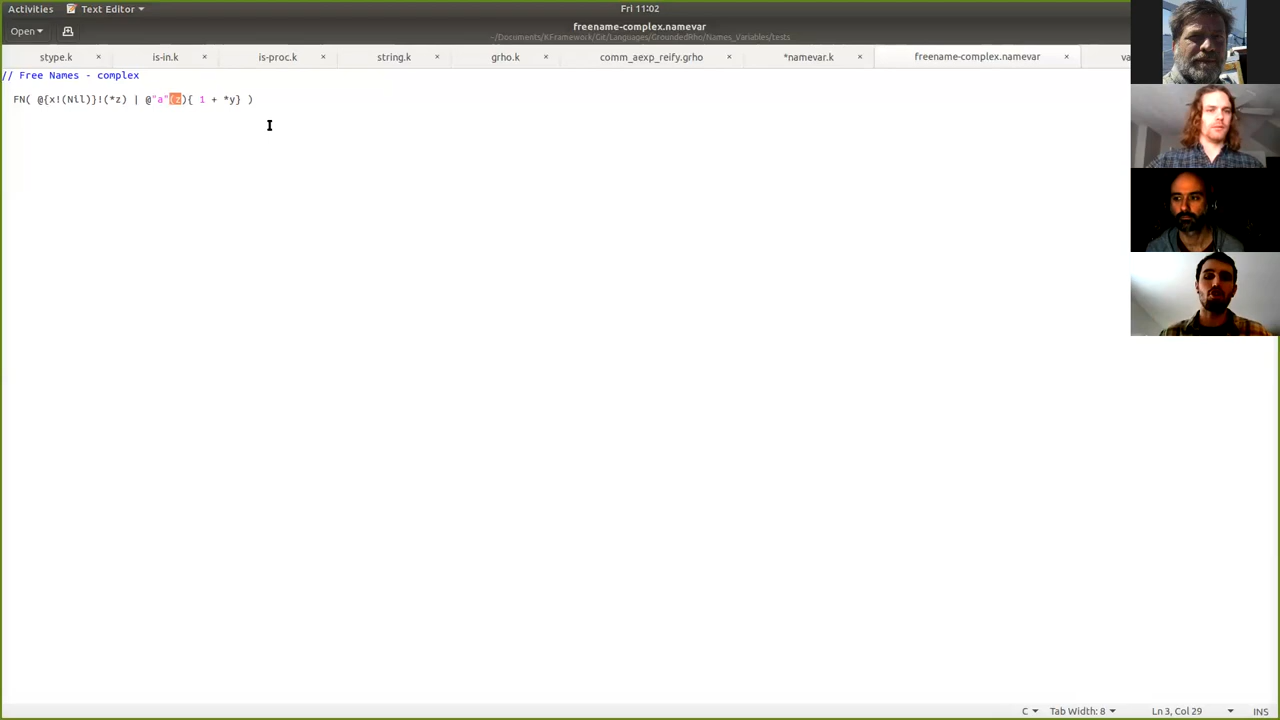 Activities Text Editor Fri 11:02
Open freename-complex.namevar
~/Documents/KFramework/Git/Languages/GroundedRho/Names_Variables/tests
stype.k × is-in.k × is-proc.k × string.k × grho.k × comm_aexp_reify.grho × *namevar.k × freename-complex.namevar × va
// Free Names - complex
FN( @{x!(Nil)}!(*z) | @"a"(z){ 1 + *y} )
C Tab Width: 8 Ln 3, Col 29 INS